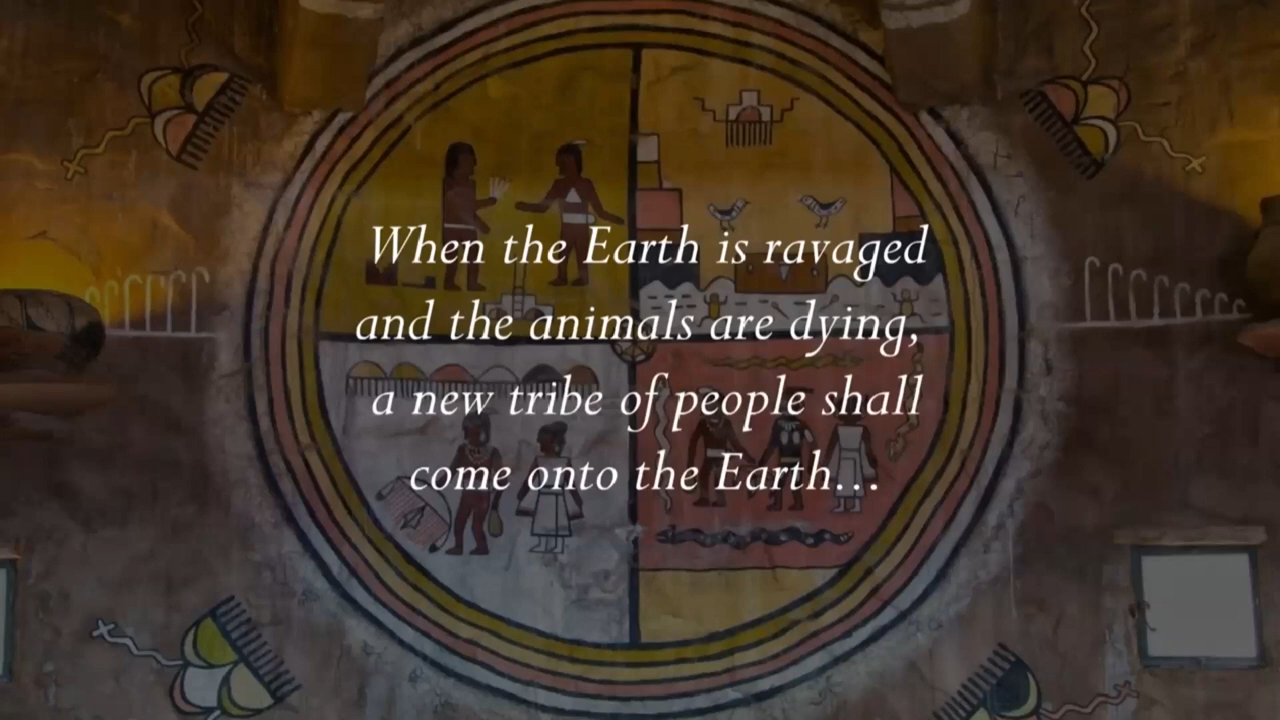 When the Earth is ravaged
and the animals are dying,
a new tribe of people shall
come onto the Earth...